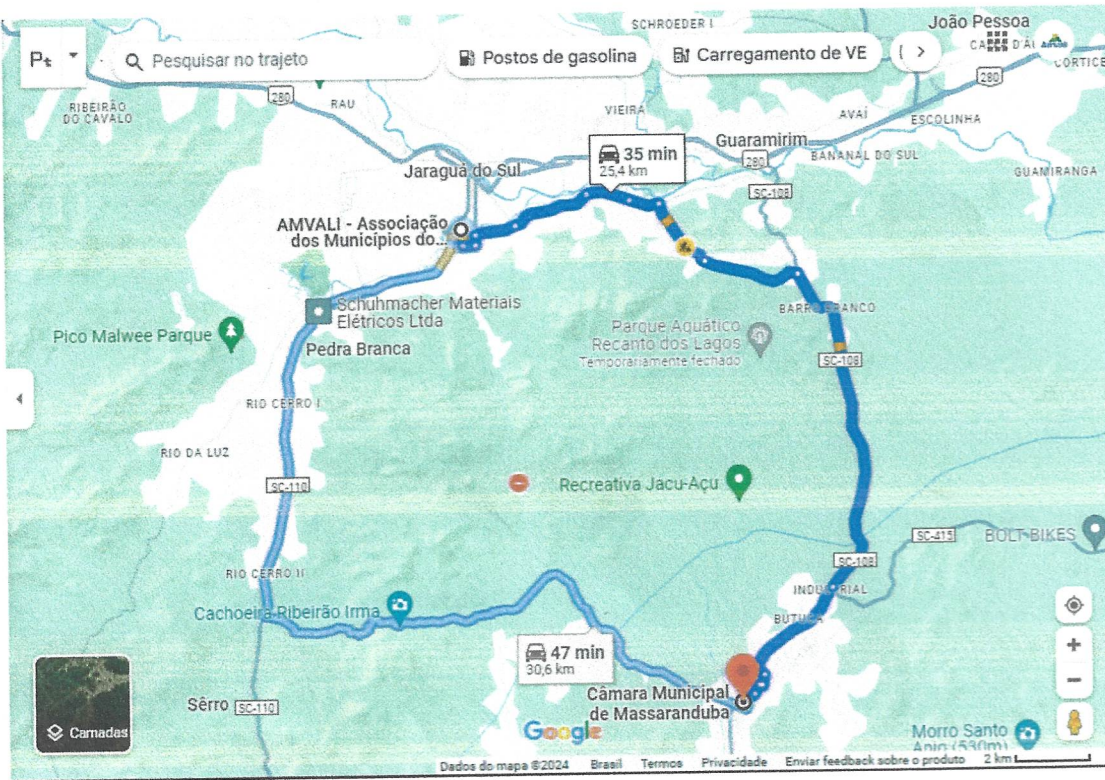 SCHROEDER I
João Pessoa
Pesquisar no trajeto
Postos de gasolina
Carregamento de VE
CORTICE
280
280
RIBEIRÃO
DO CAVALO
RAU
VIEIRA
AVAÍ
ESCOLINHA
35 min
25,4 km
Guaramirim
280
BANANAL DO SUL
GUAMIRANGA
Jaraguá do Sul
SC-108
AMVALI - Associação
dos Municípios do...
Schuhmacher Materiais
Elétricos Ltda
BARRO BRANCO
Pico Malwee Parque
Parque Aquático
Recanto dos Lagos
Temporariamente fechado
Pedra Branca
SC-108
RIO CERRO I
RIO DA LUZ
SC-110
Recreativa Jacu-Açu
SC-415
BOLT BIKES
SC-108
RIO CERRO II
INDUSTRIAL
Cachoeira Ribeirão Irma
BUTUCA
47 min
30,6 km
Câmara Municipal
de Massaranduba
Sêrro
SC-110
Camadas
Google
Morro Santo
(530m)
Dados do mapa ©2024 Brasil Termos Privacidade Enviar feedback sobre o produto 2 km